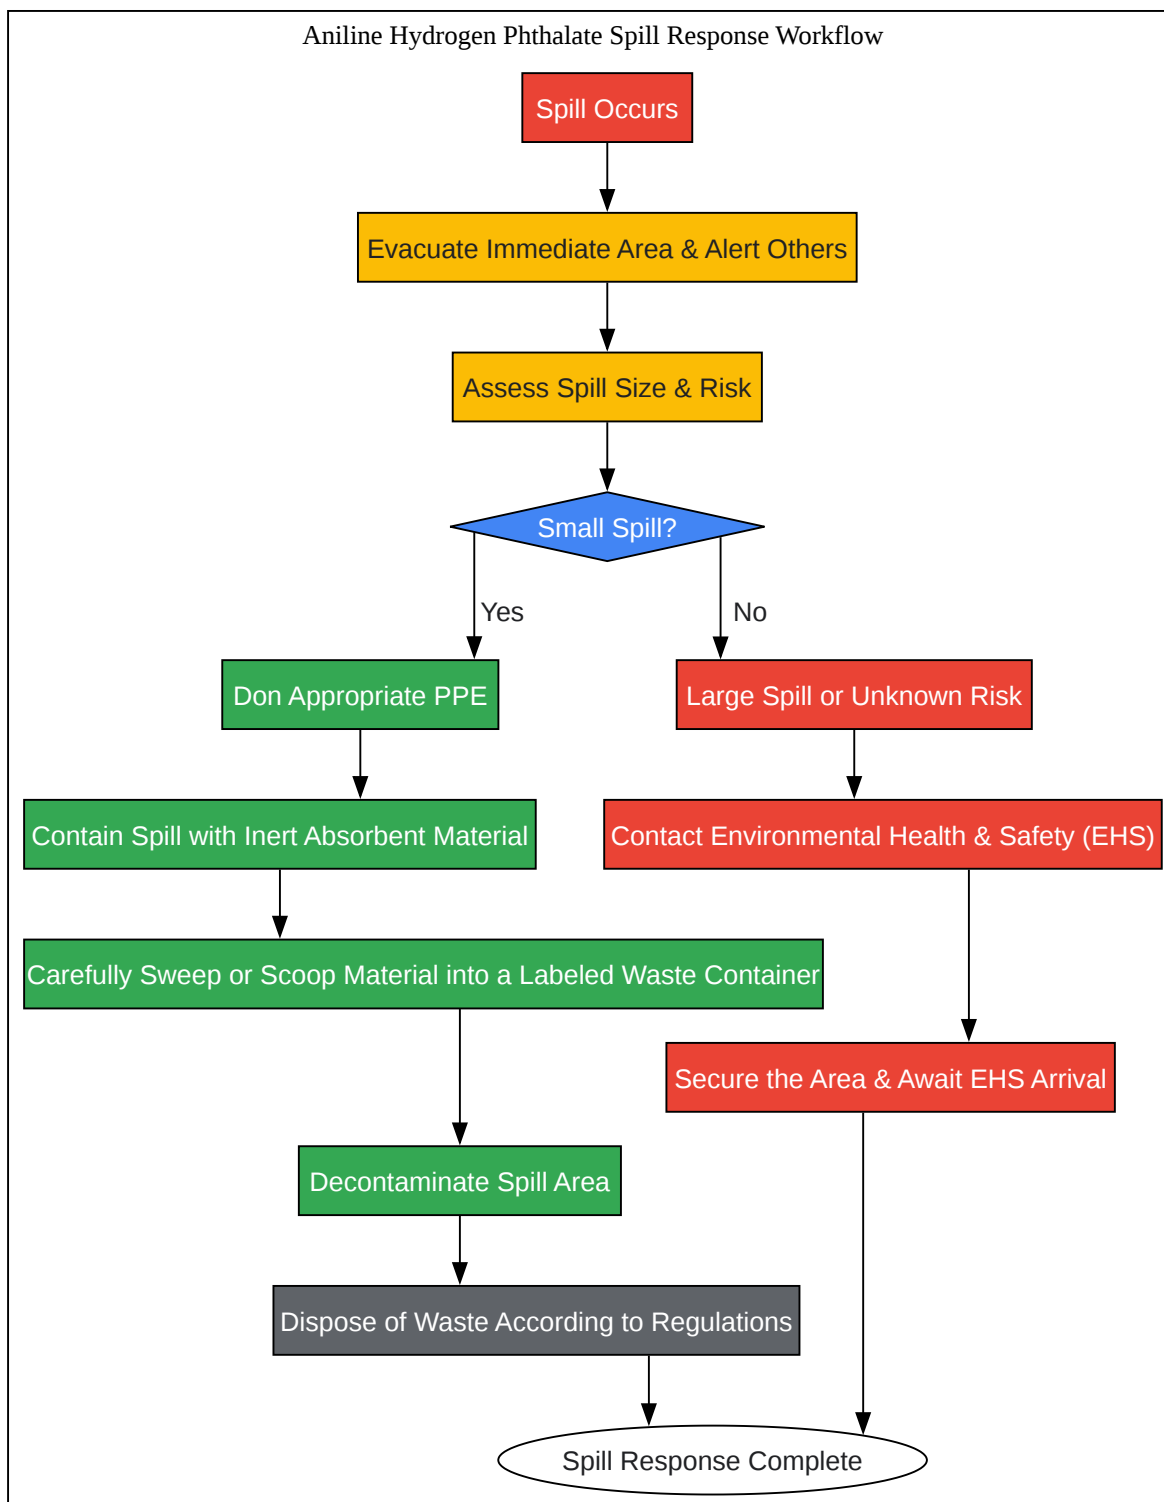 Aniline Hydrogen Phthalate Spill Response Workflow
Spill Occurs
Evacuate Immediate Area & Alert Others
Assess Spill Size & Risk
Small Spill?
Yes
No
Don Appropriate PPE
Large Spill or Unknown Risk
Contain Spill with Inert Absorbent Material
Contact Environmental Health & Safety (EHS)
Carefully Sweep or Scoop Material into a Labeled Waste Container
Secure the Area & Await EHS Arrival
Decontaminate Spill Area
Dispose of Waste According to Regulations
Spill Response Complete